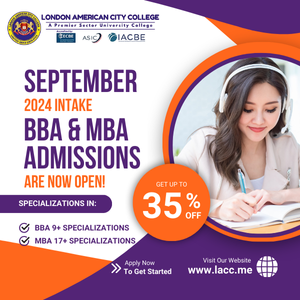 LONDON AMERICAN CITY COLLEGE
A Premier Sector University College
ECBE
ASIC
IACBE
SEPTEMBER
2024 INTAKE
BBA & MBA
ADMISSIONS
ARE NOW OPEN!
SPECIALIZATIONS IN:
BBA 9+ SPECIALIZATIONS
MBA 17+ SPECIALIZATIONS
GET UP TO
35% OFF
Apply Now
To Get Started
Visit Our Website
www.lacc.me